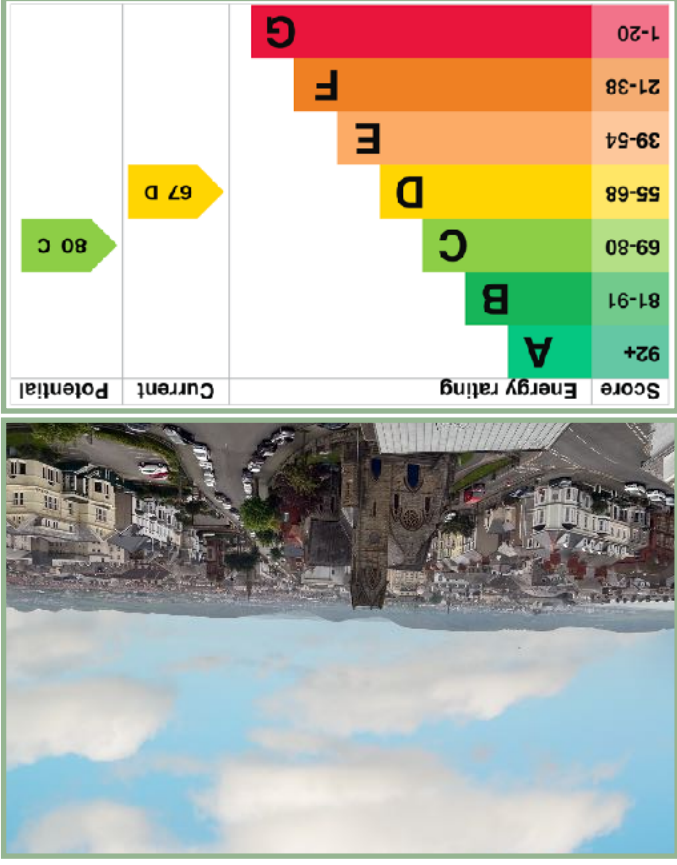 Score Energy rating Current Potential
92+ A
81-91 B
69-80 C 80 C
55-68 D 67 D
39-54 E
21-38 F
1-20 G